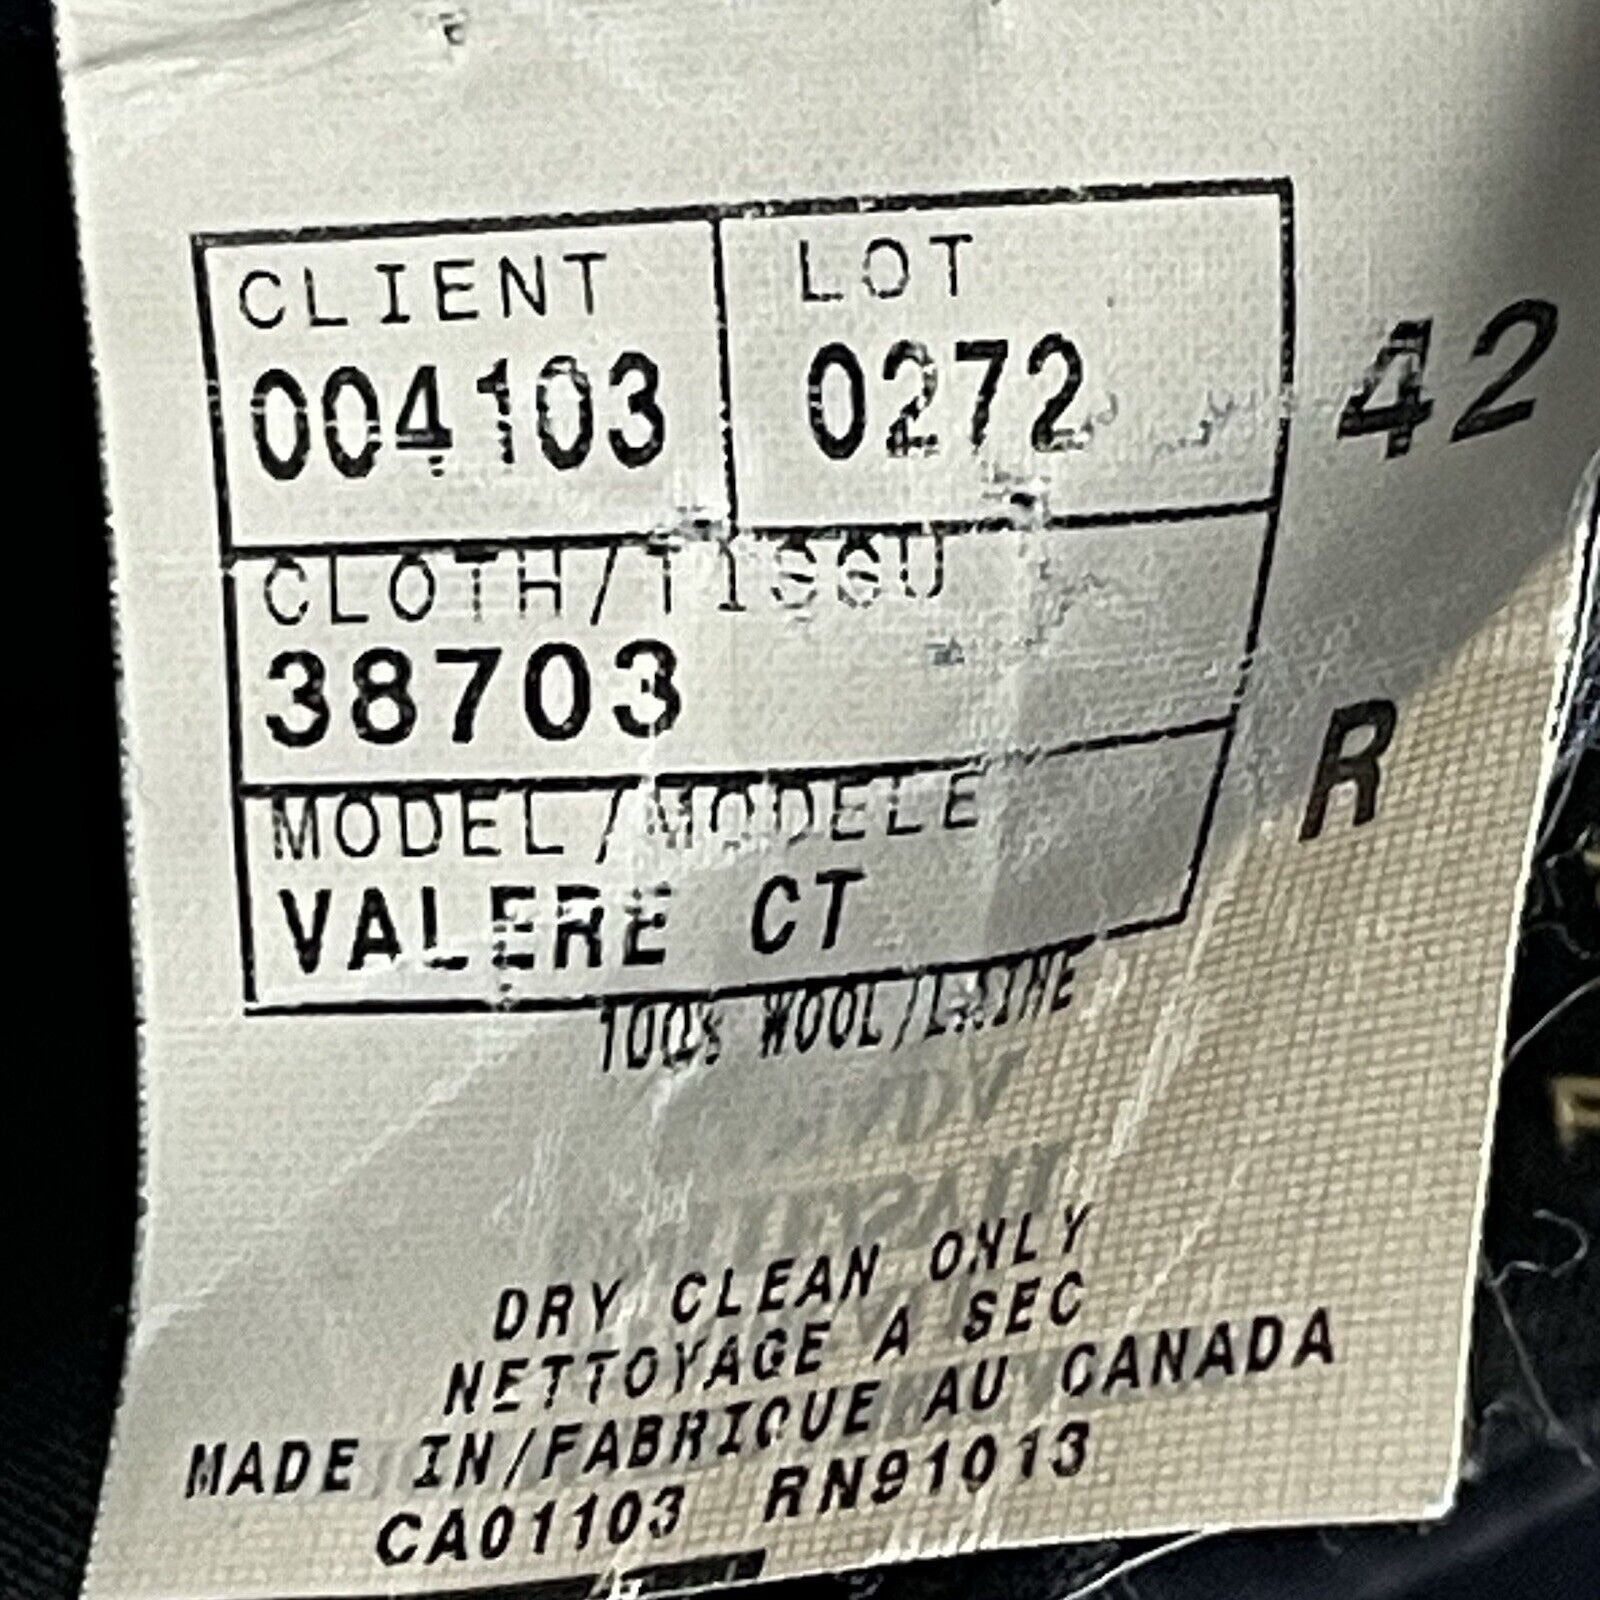 CLIENT LOT
004103 0272 42
CLOTH/TISSU
38703
R
MODEL/MODELE
VALERE CT
100% WOOL/LAINE
DRY CLEAN ONLY
NETTOYAGE A SEC
MADE IN/FABRIQUE AU CANADA
CA01103 RN91013